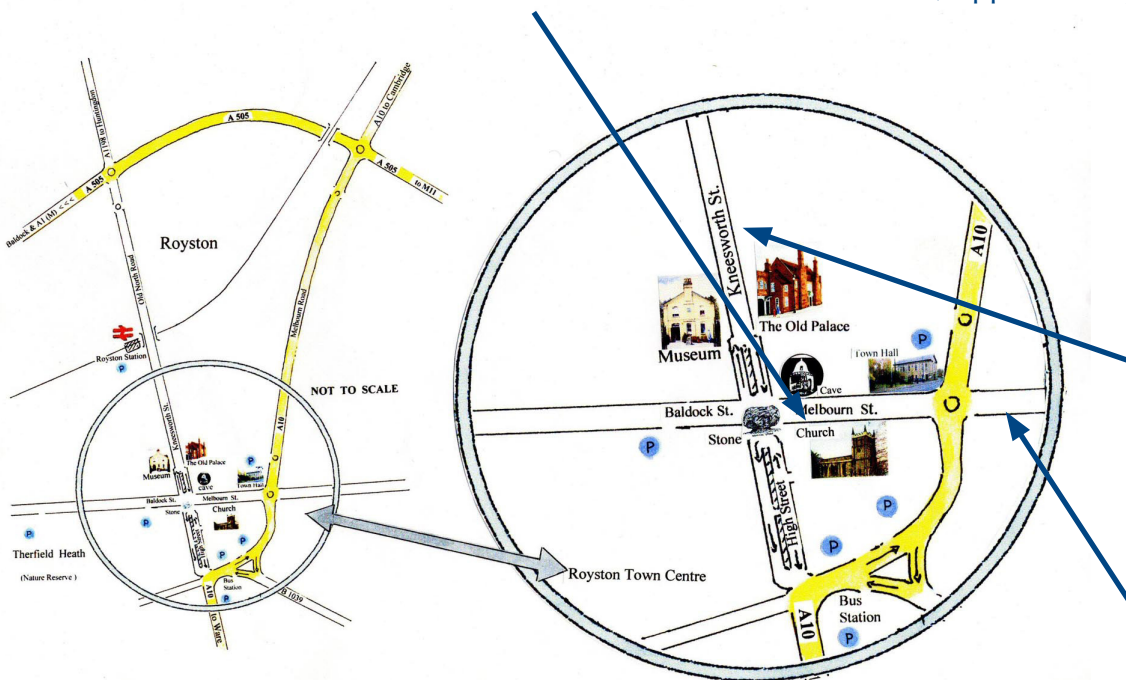 A1198 to Huntingdon
A10 to Cambridge
A 505
A 505
Baldock & A1 (M) <<<
A 505
to M11
Royston
Old North Road
Melbourn Road
Royston Station
P
NOT TO SCALE
A10
Kneesworth St.
The Old Palace
Museum
P
cave
Town Hall
Baldock St.
Melbourn St.
Stone
Church
P
P
High Street
P
P
Therfield Heath
(Nature Reserve )
Bus
Station
P
B 1039
A10
to Ware
Royston Town Centre
Kneesworth St.
A10
The Old Palace
Museum
P
Town Hall
Cave
Baldock St.
Melbourn St.
Stone
Church
P
High Street
P
P
Bus
Station
A10
P